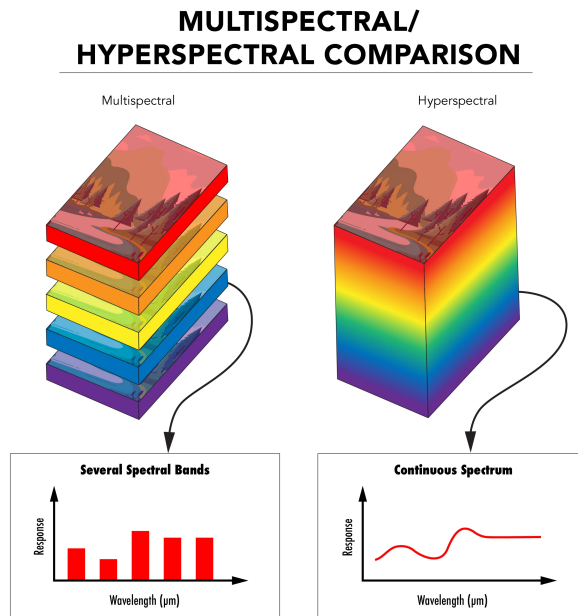 MULTISPECTRAL/
HYPERSPECTRAL COMPARISON
Multispectral
Hyperspectral
Several Spectral Bands
Response
Wavelength (µm)
Continuous Spectrum
Response
Wavelength (µm)